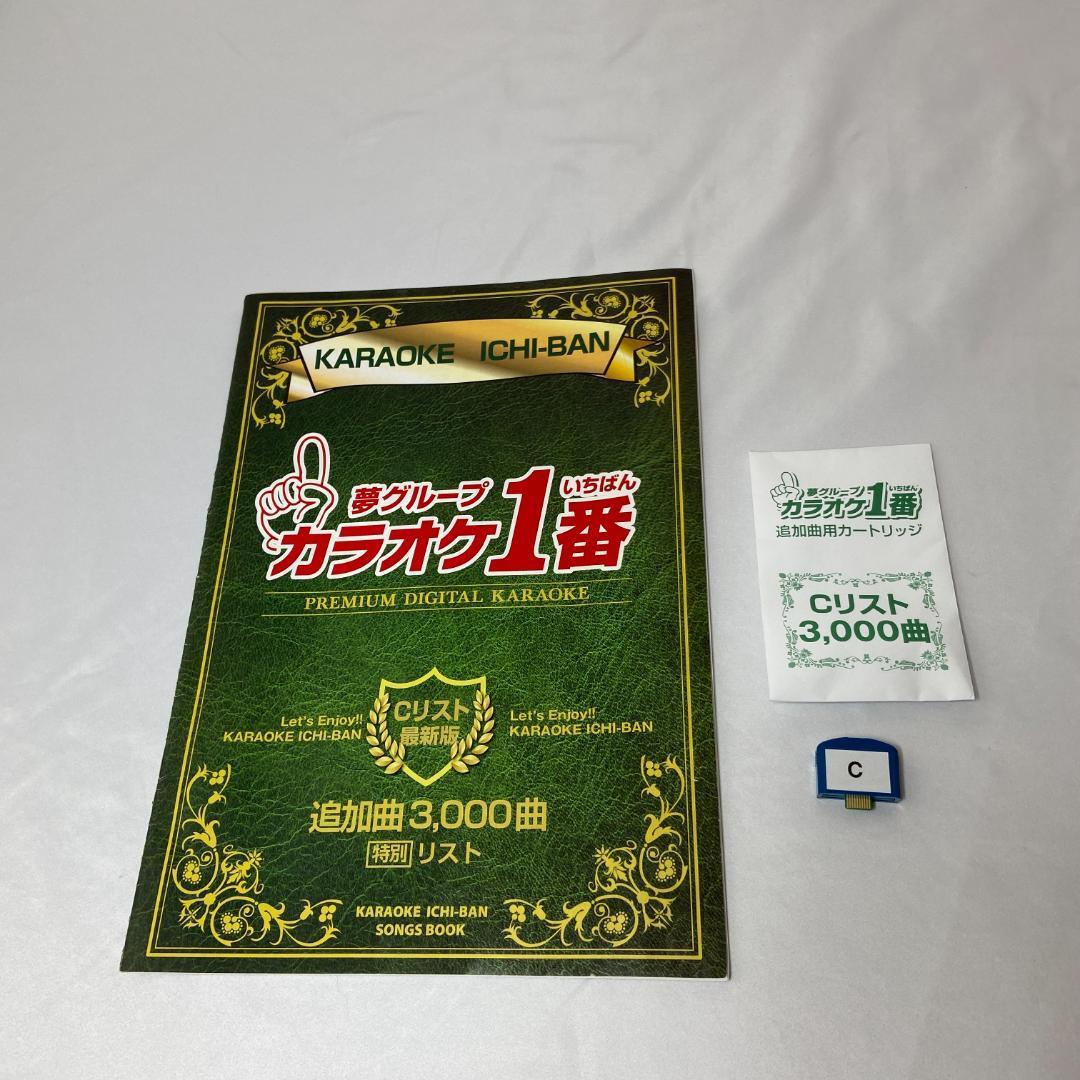 KARAOKE ICHI-BAN
夢グループ
いちばん
カラオケ1番
PREMIUM DIGITAL KARAOKE
Let's Enjoy!!
KARAOKE ICHI-BAN
Cリスト
最新版
Let's Enjoy!!
KARAOKE ICHI-BAN
追加曲3,000曲
特別 リスト
KARAOKE ICHI-BAN
SONGS BOOK
夢グループ
いちばん
カラオケ1番
追加曲用カートリッジ
Cリスト
3,000曲
C